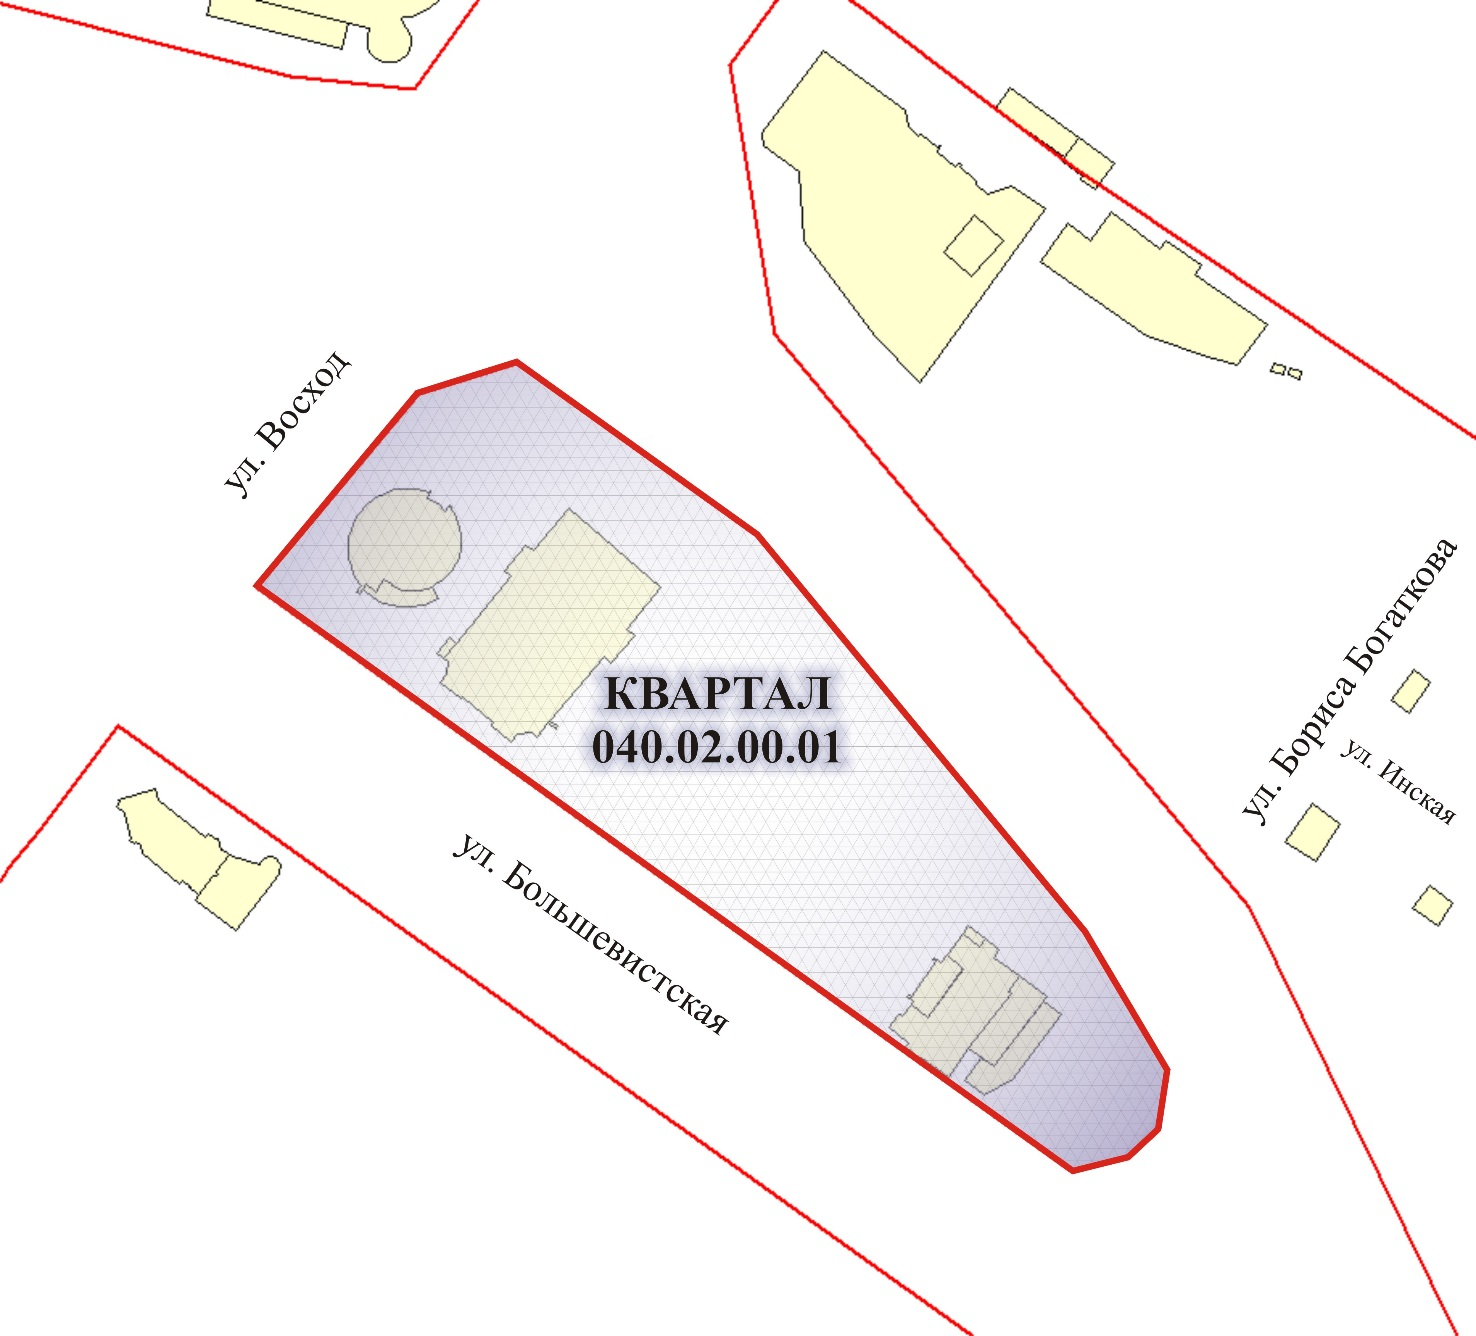 ул. Восход
ул. Бориса Богаткова
КВАРТАЛ
040.02.00.01
ул. Инская
ул. Большевистская